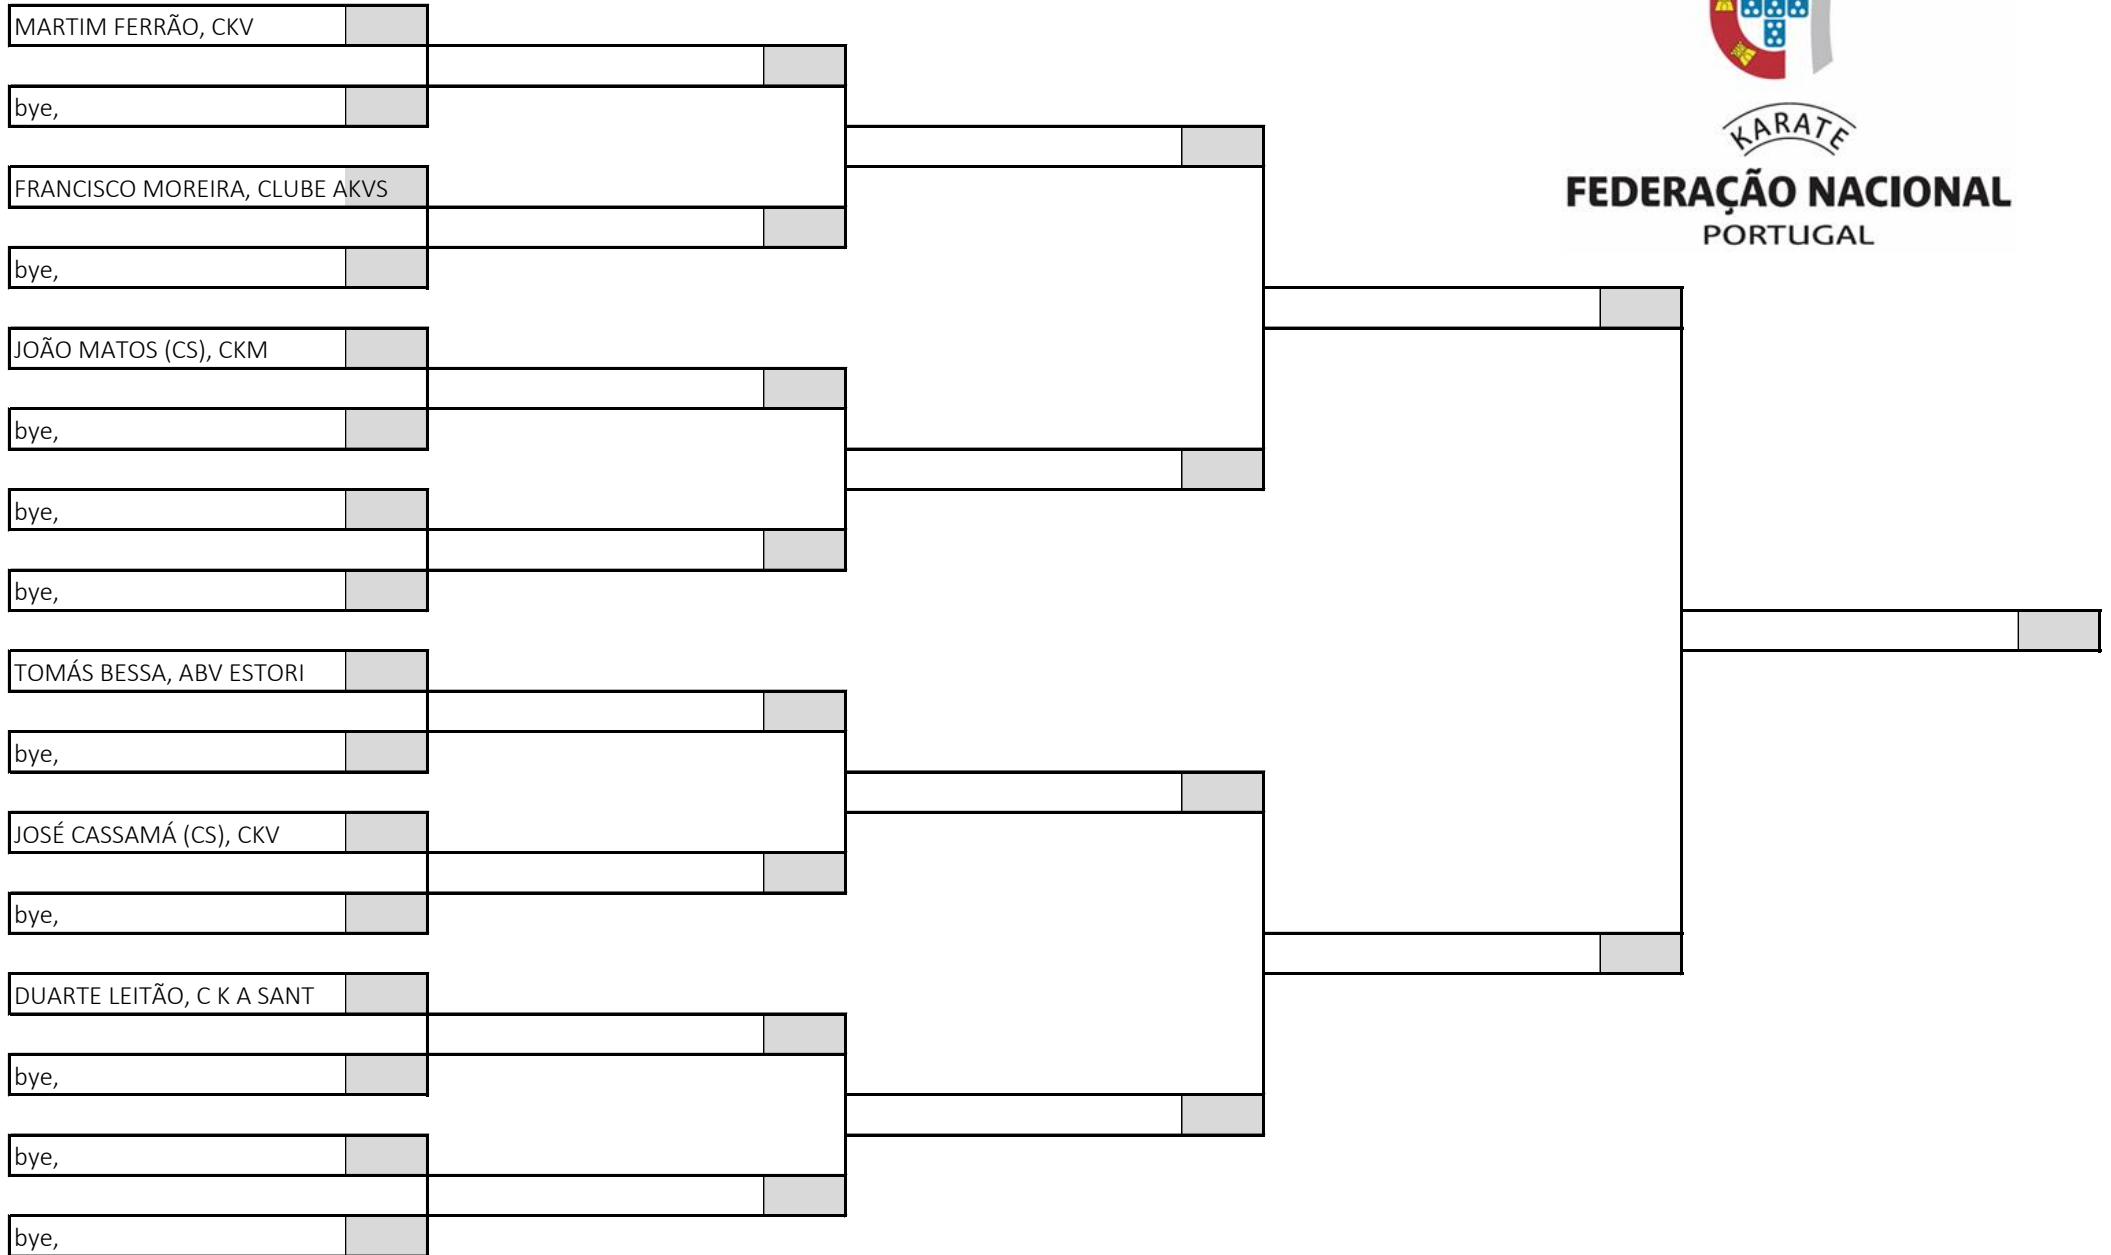 MARTIM FERRÃO, CKV
bye,
FRANCISCO MOREIRA, CLUBE AKVS
bye,
JOÃO MATOS (CS), CKM
bye,
bye,
bye,
TOMÁS BESSA, ABV ESTORI
bye,
JOSÉ CASSAMÁ (CS), CKV
bye,
DUARTE LEITÃO, C K A SANT
bye,
bye,
bye,
KARATE
FEDERAÇÃO NACIONAL
PORTUGAL